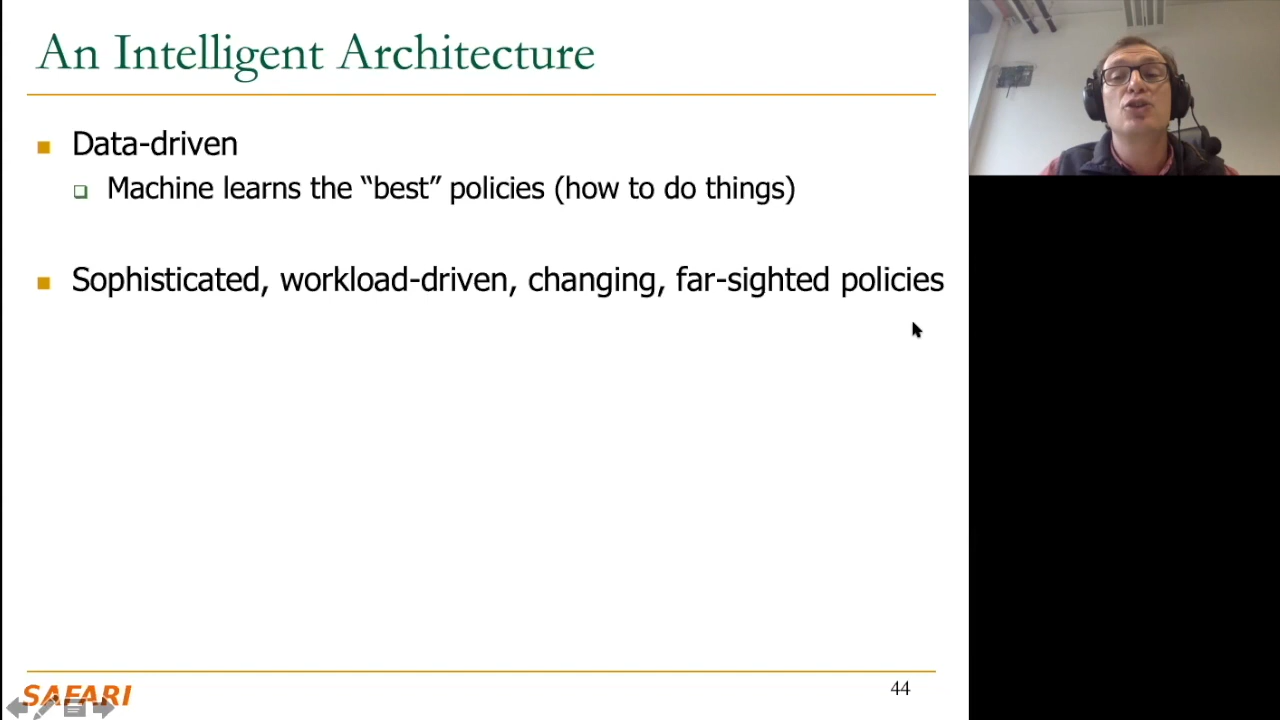 An Intelligent Architecture
Data-driven
Machine learns the “best” policies (how to do things)
Sophisticated, workload-driven, changing, far-sighted policies
SAFARI
44